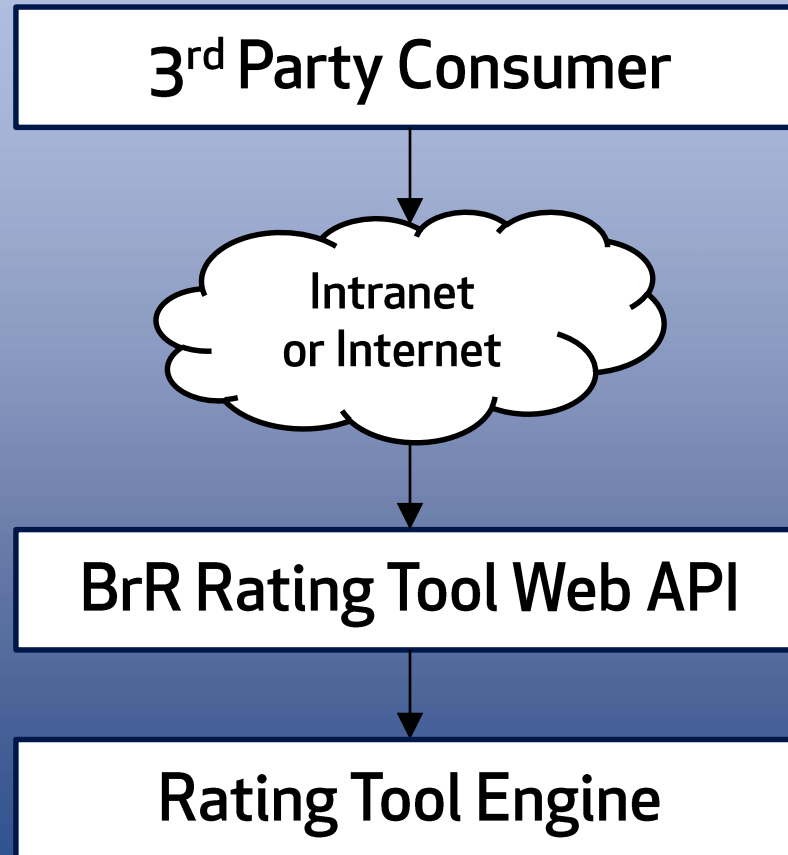 3rd Party Consumer
Intranet
or Internet
BrR Rating Tool Web API
Rating Tool Engine